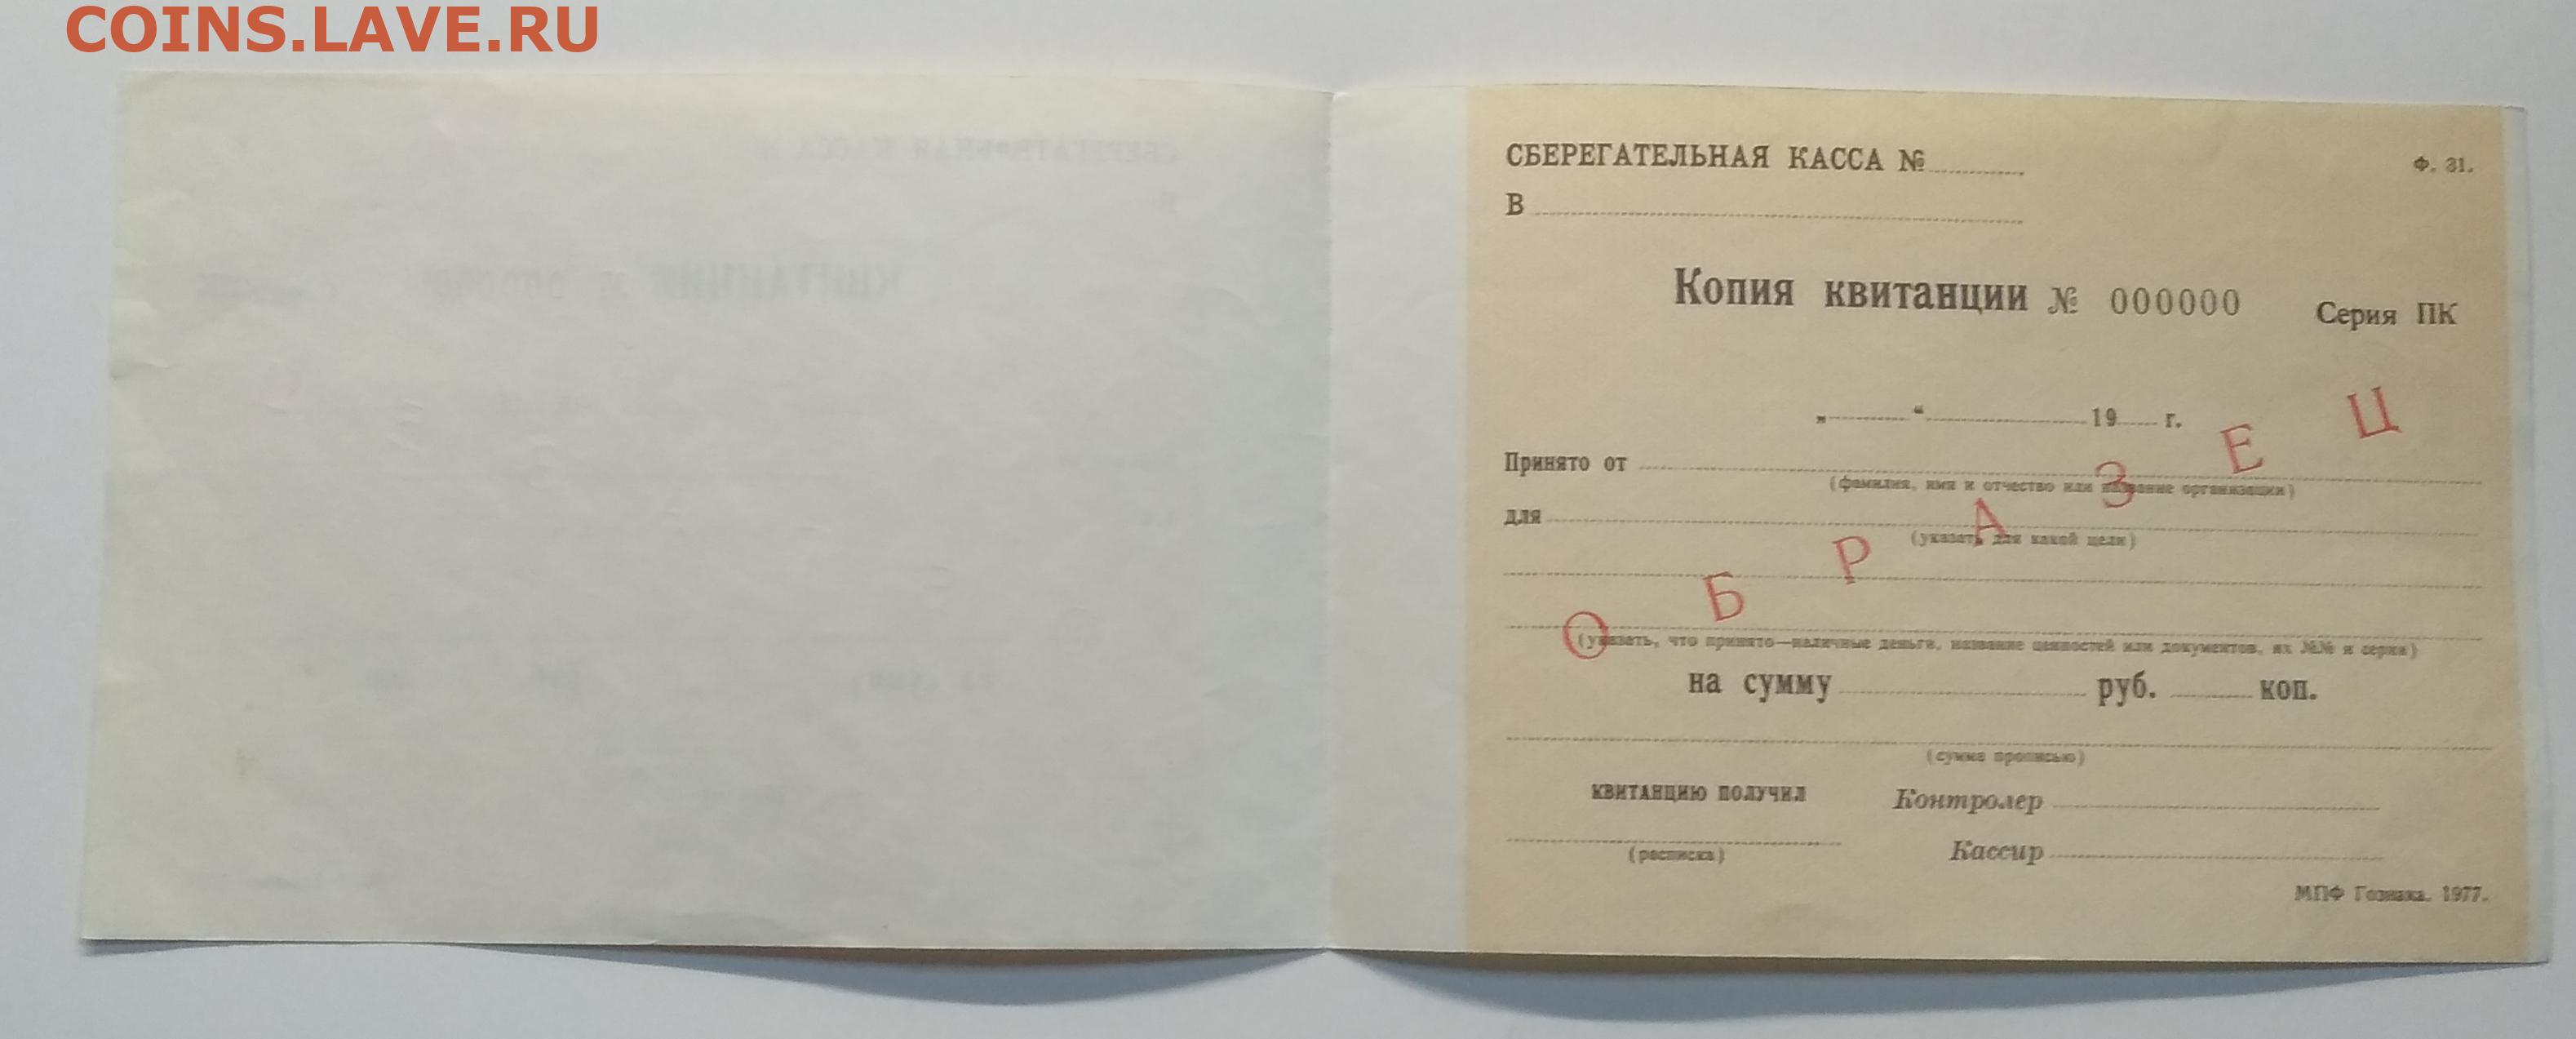 COINS.LAVE.RU
СБЕРЕГАТЕЛЬНАЯ КАССА №
Ф. 31.
В
Копия квитанции № 000000 Серия ПК
„ “ 19 г.
Принято от
(фамилия, имя и отчество или название организации)
для
(указать для какой цели)
ОБРАЗЕЦ
(указать, что принято—наличные деньги, название ценностей или документов, их №№ и серия)
на сумму руб. коп.
(сумма прописью)
КВИТАНЦИЮ ПОЛУЧИЛ
Контролер
(расписка)
Кассир
МПФ Гознака. 1977.